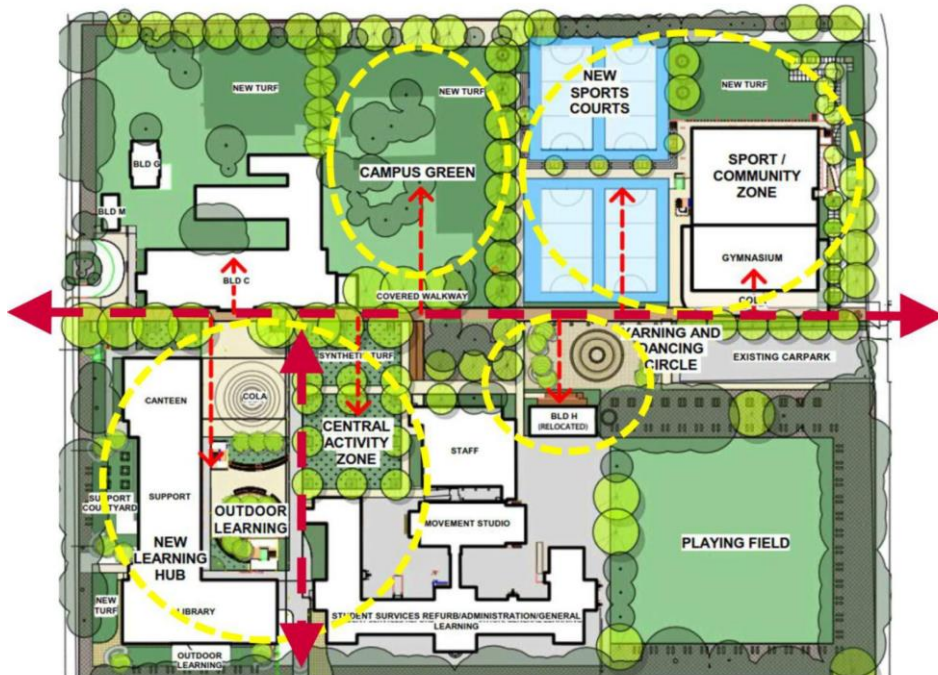 NEW TURF
NEW TURF
NEW
SPORTS
COURTS
NEW TURF
BLD G
CAMPUS GREEN
SPORT /
COMMUNITY
ZONE
BLD M
GYMNASIUM
BLD C
COVERED WALKWAY
COLA
YARNING AND
DANCING
CIRCLE
SYNTHETIC TURF
EXISTING CARPARK
CANTEEN
COLA
BLD H
(RELOCATED)
CENTRAL
ACTIVITY
ZONE
STAFF
SUPPORT
COURTYARD
SUPPORT
OUTDOOR
LEARNING
MOVEMENT STUDIO
NEW
LEARNING
HUB
PLAYING FIELD
NEW
TURF
LIBRARY
STUDENT SURVICES REFURB/ADMINISTRATION/GENERAL
LEARNING
OUTDOOR
LEARNING